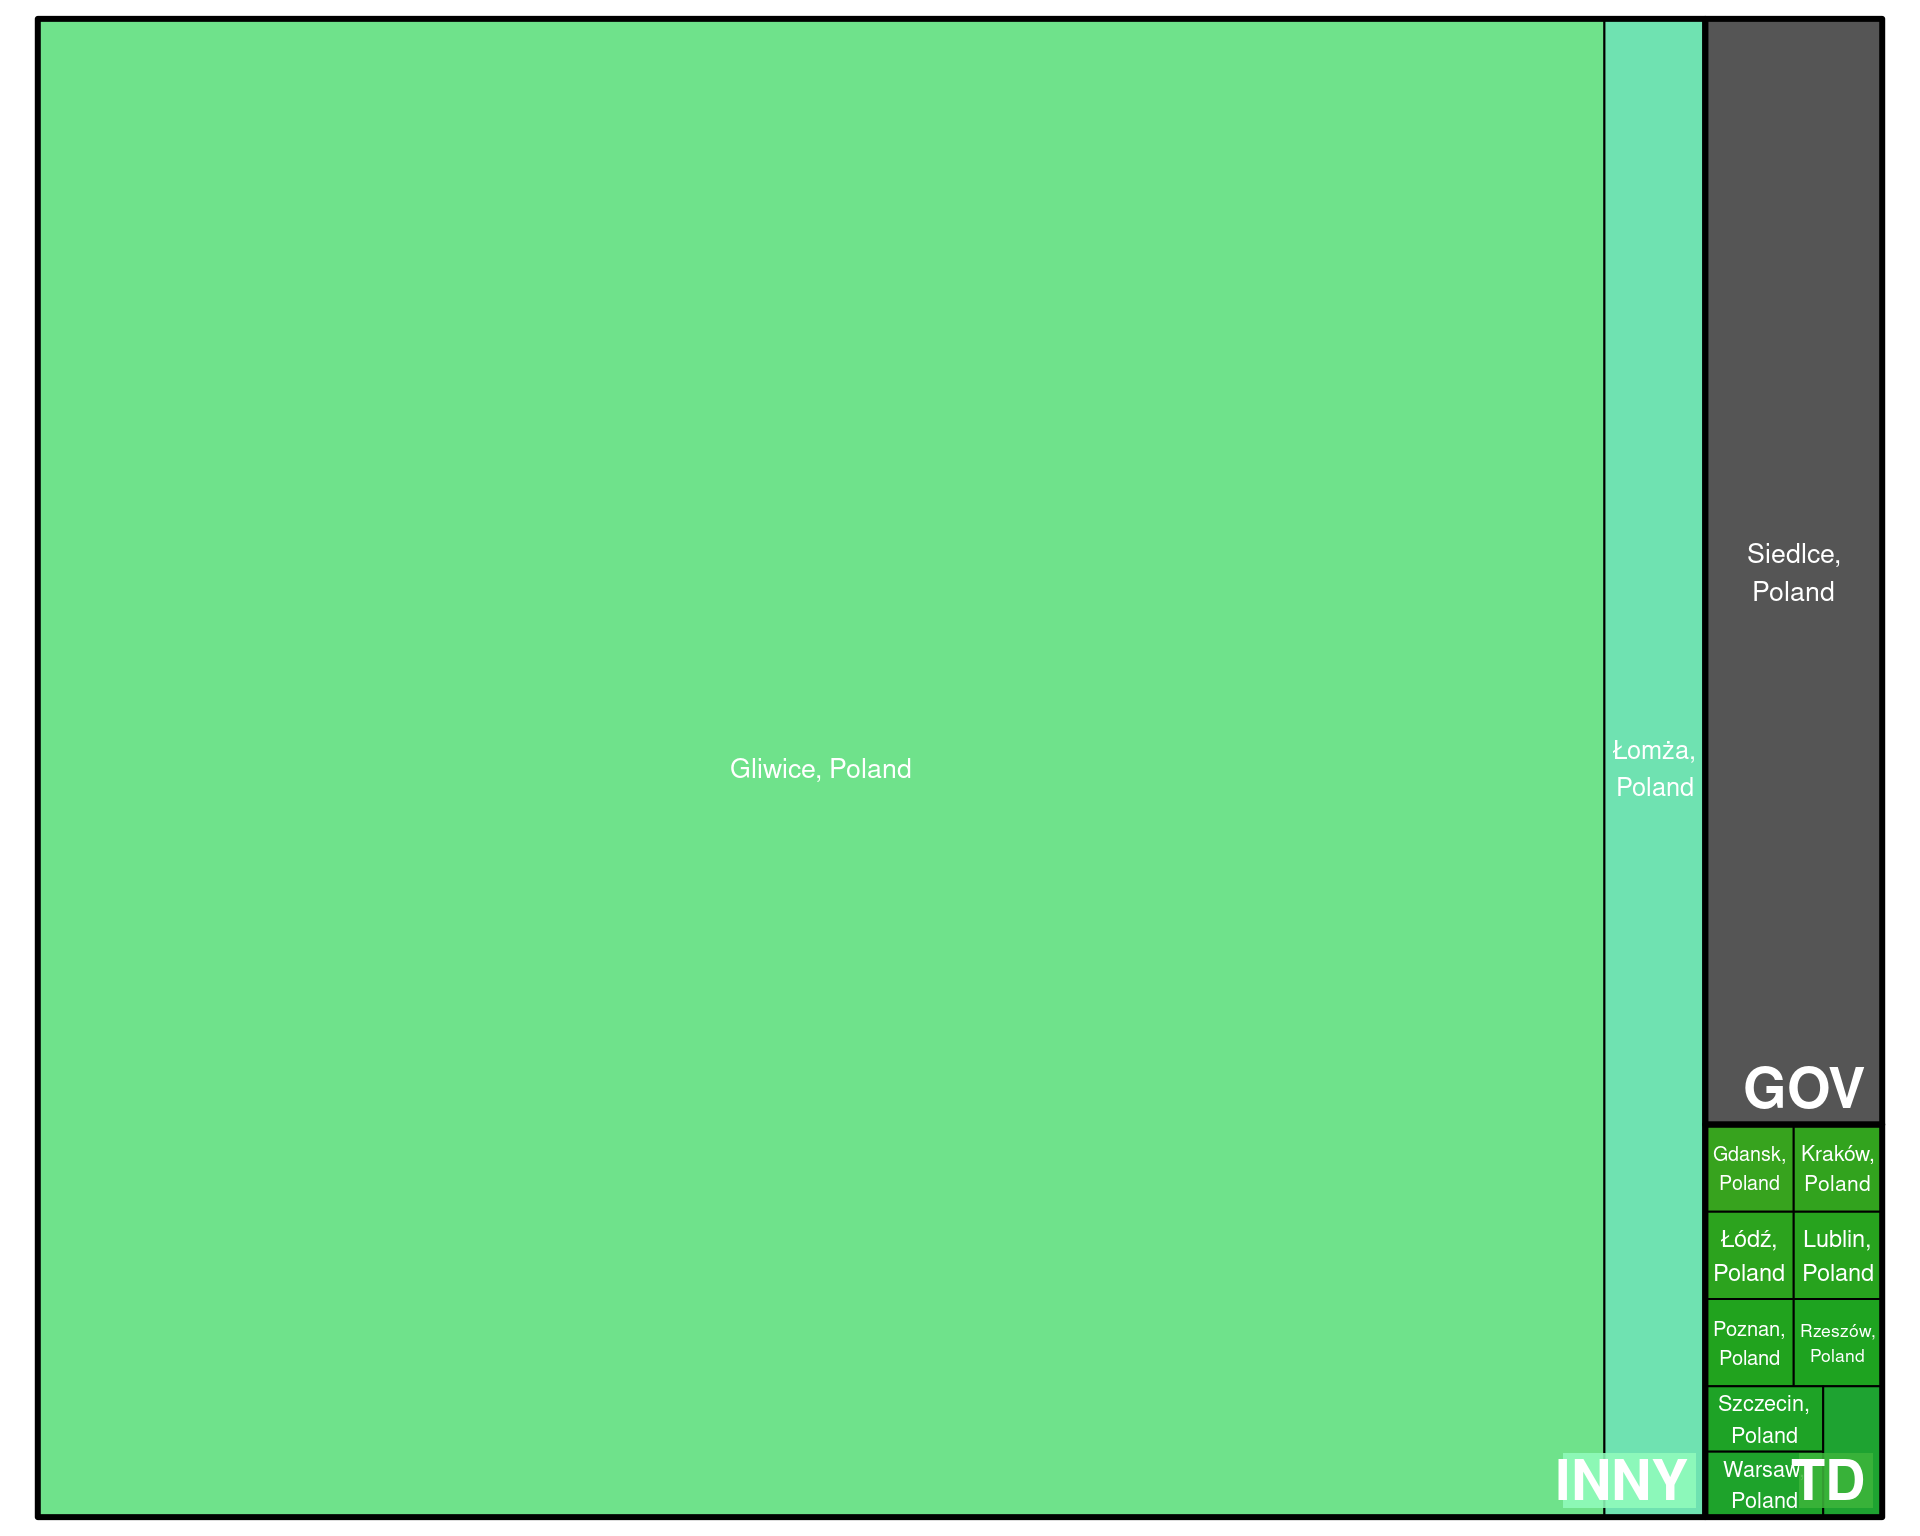 Gliwice, Poland
Łomża,
Poland
INNY
Siedlce,
Poland
GOV
Gdansk,
Poland
Kraków,
Poland
Łódź,
Poland
Lublin,
Poland
Poznan,
Poland
Rzeszów,
Poland
Szczecin,
Poland
Warsaw
Poland
TD